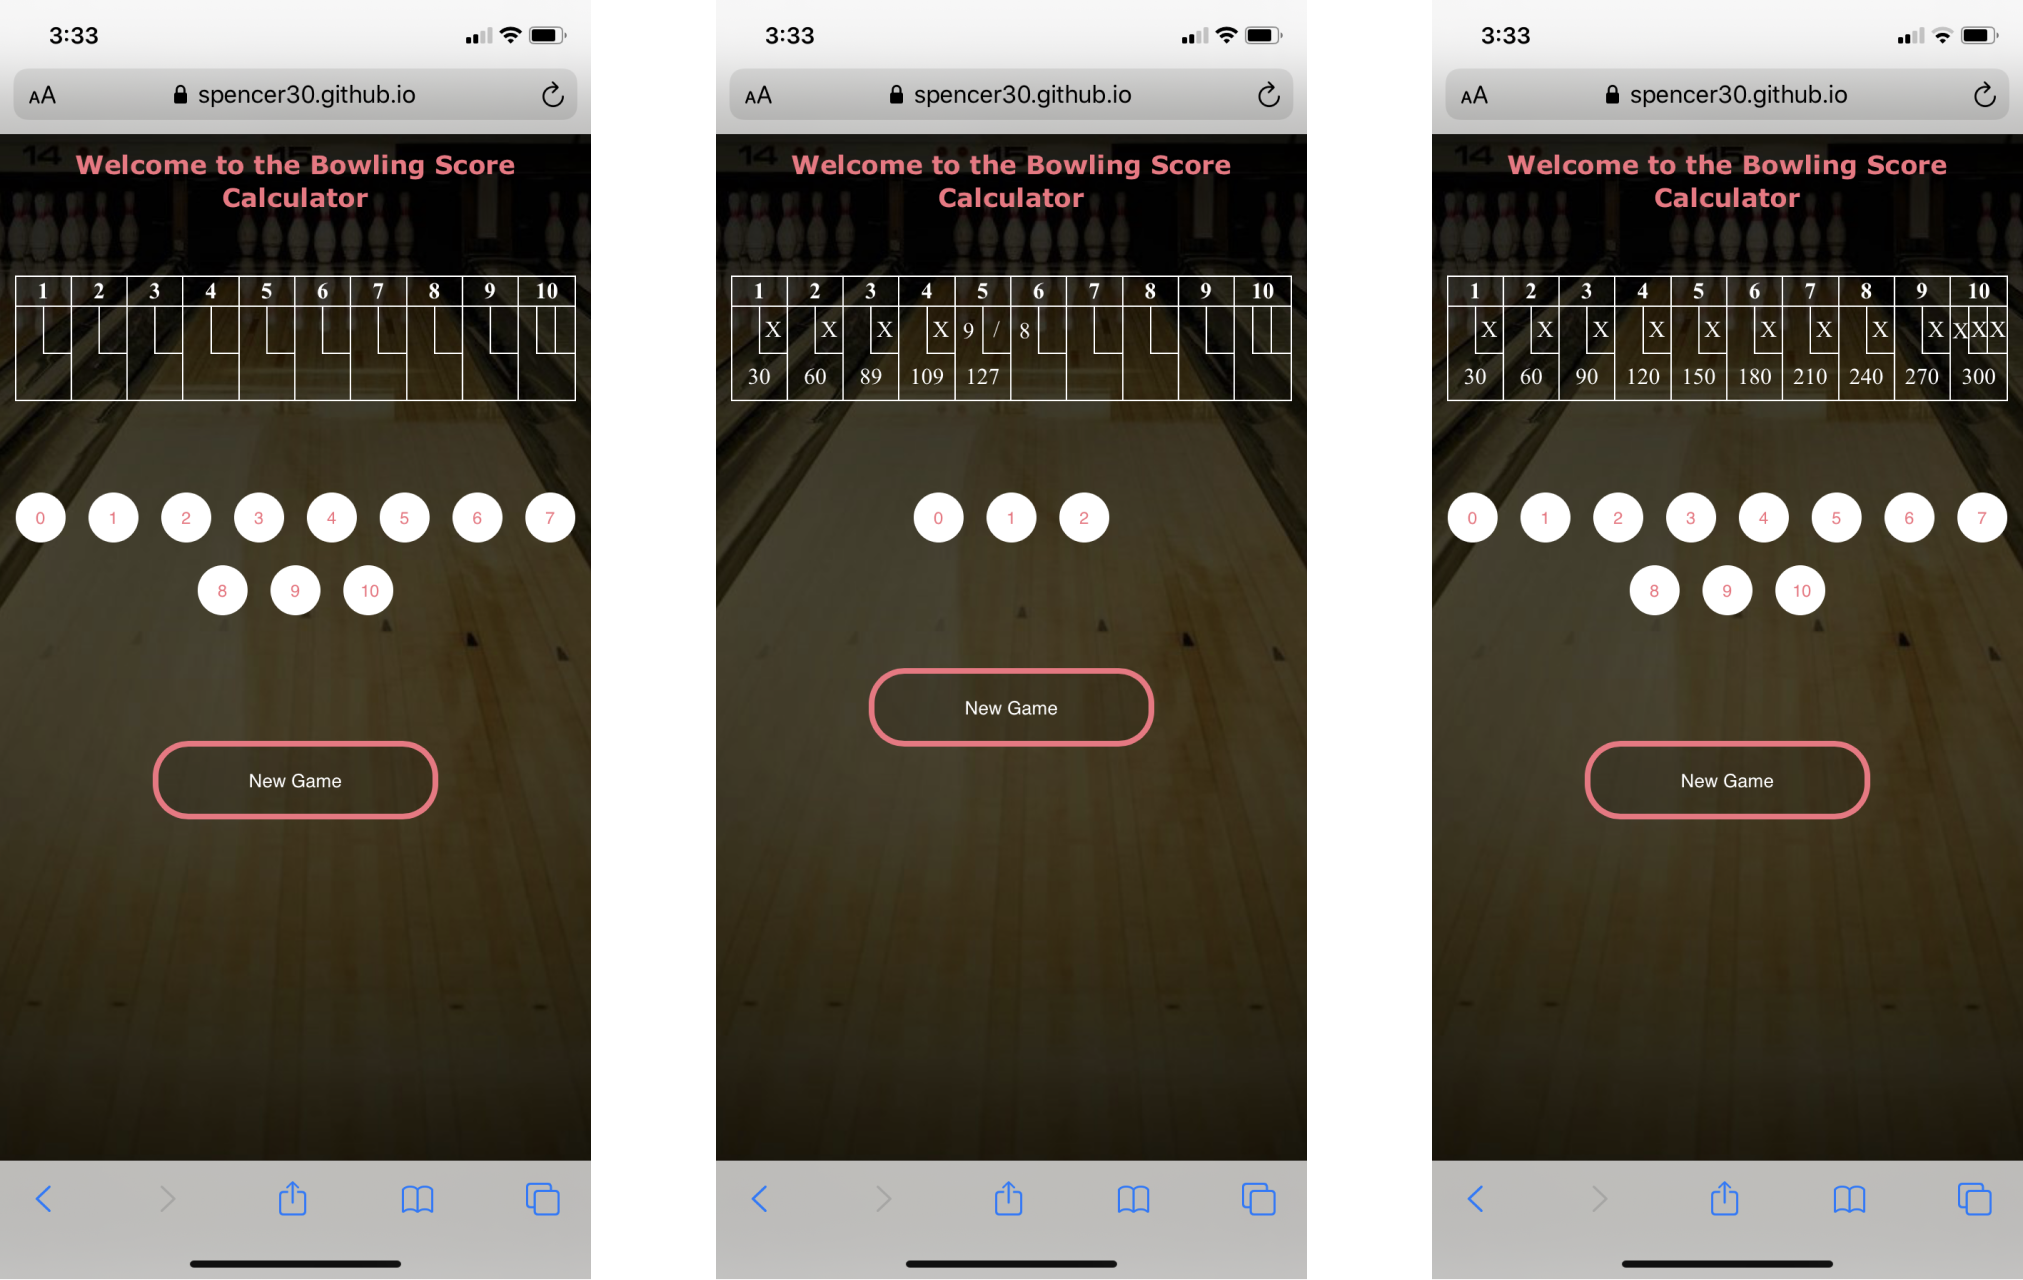 3:33
AA spencer30.github.io
14 15
Welcome to the Bowling Score
Calculator
1 2 3 4 5 6 7 8 9 10
0 1 2 3 4 5 6 7
8 9 10
New Game
3:33
AA spencer30.github.io
14 15
Welcome to the Bowling Score
Calculator
1 2 3 4 5 6 7 8 9 10
X X X X 9 / 8
30 60 89 109 127
0 1 2
New Game
3:33
AA spencer30.github.io
14 15
Welcome to the Bowling Score
Calculator
1 2 3 4 5 6 7 8 9 10
X X X X X X X X X X X X
30 60 90 120 150 180 210 240 270 300
0 1 2 3 4 5 6 7
8 9 10
New Game